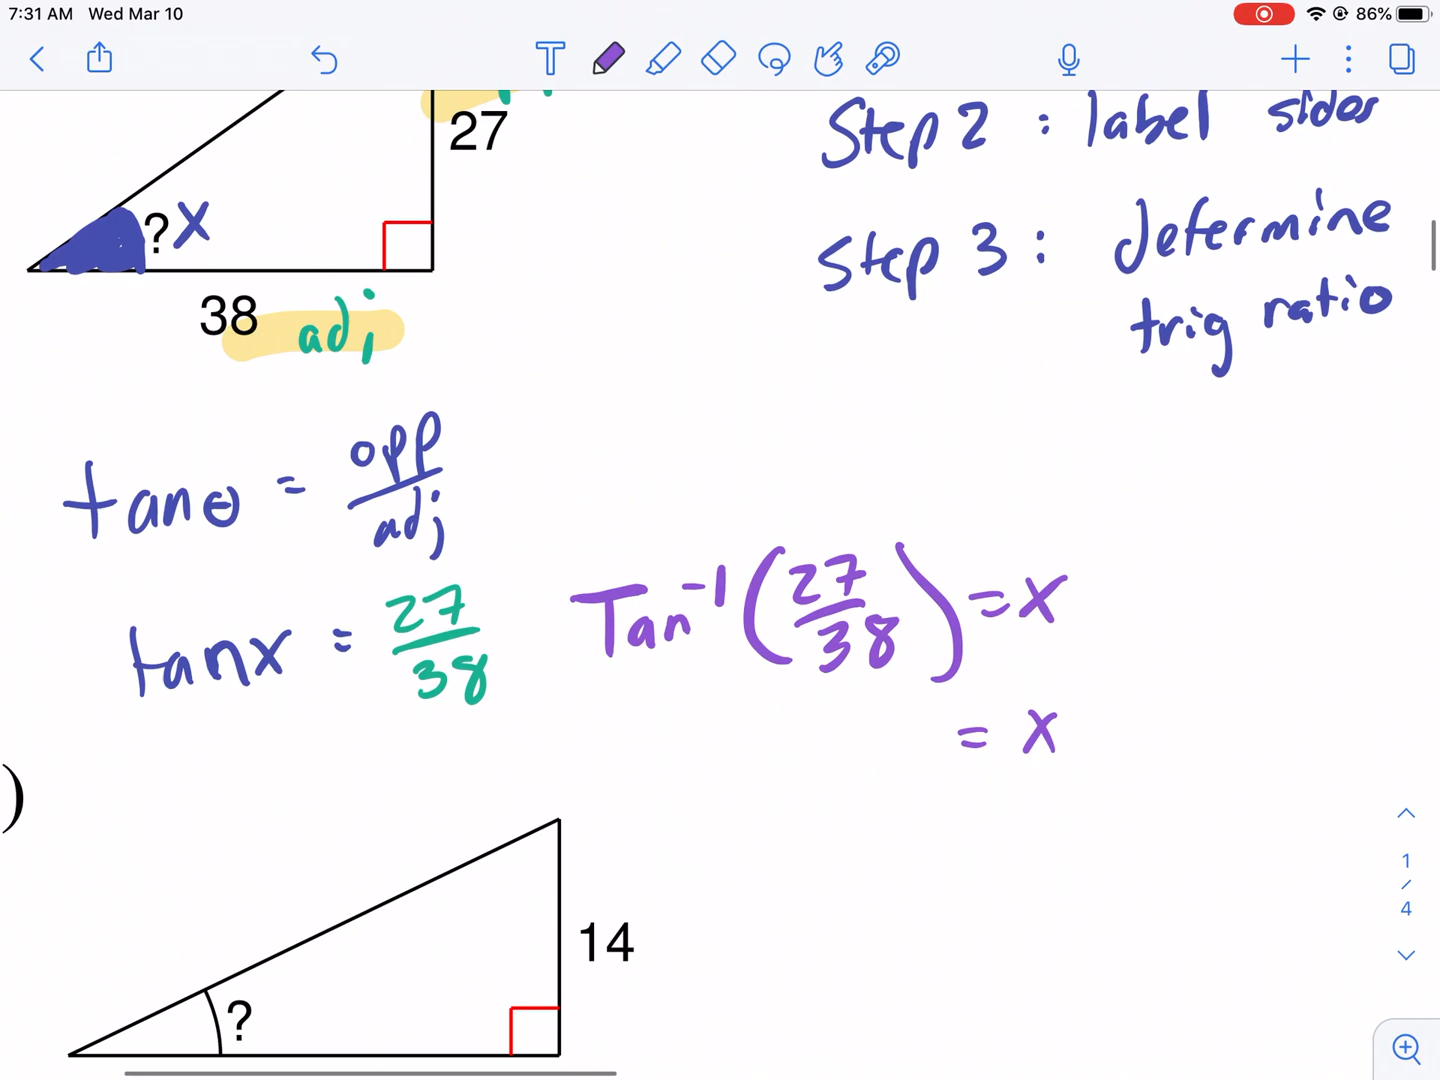 7:31 AM Wed Mar 10
86%
T
27
Step 2 : label sides
?x
Step 3 : determine
trig ratio
38 adj
tanθ = opp/adj
Tan⁻¹(27/38) = x
tanx = 27/38
= x
)
14
?
1
/
4